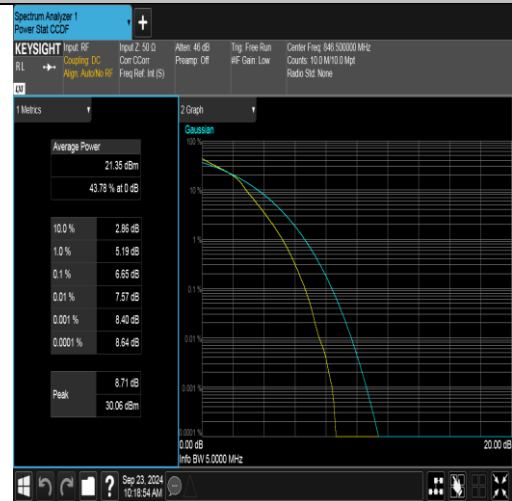 Spectrum Analyzer 1
Power Stat CCDF
+
KEYSIGHT
RL
LXI
Input: RF
Coupling: DC
Align: Auto/No RF
Input Z: 50 Ω
Corr CCorr
Freq Ref: Int (S)
Atten: 46 dB
Preamp: Off
Trig: Free Run
#IF Gain: Low
Center Freq: 846.500000 MHz
Counts: 10.0 M/10.0 Mpt
Radio Std: None
1 Metrics
Average Power
21.35 dBm
43.78 % at 0 dB
10.0 % 2.86 dB
1.0 % 5.19 dB
0.1 % 6.65 dB
0.01 % 7.57 dB
0.001 % 8.40 dB
0.0001 % 8.64 dB
Peak
8.71 dB
30.06 dBm
2 Graph
Gaussian
100 %
10 %
1 %
0.1 %
0.01 %
0.001 %
0.0001 %
0.00 dB 20.00 dB
Info BW 5.0000 MHz
?
Sep 23, 2024
10:18:54 AM